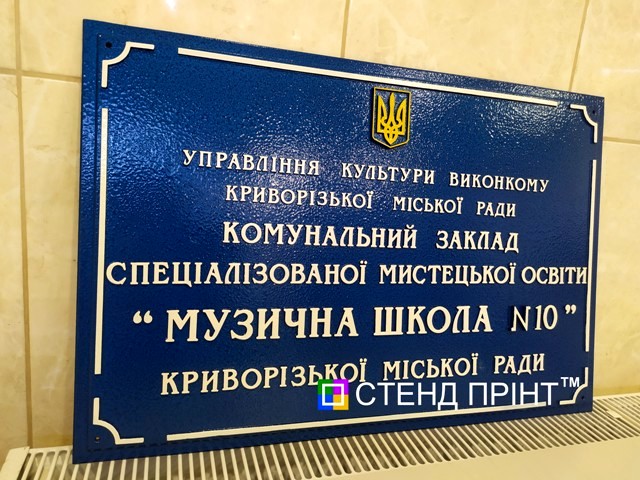 УПРАВЛІННЯ КУЛЬТУРИ ВИКОНКОМУ
КРИВОРІЗЬКОЇ МІСЬКОЇ РАДИ
КОМУНАЛЬНИЙ ЗАКЛАД
СПЕЦІАЛІЗОВАНОЇ МИСТЕЦЬКОЇ ОСВІТИ
“ МУЗИЧНА ШКОЛА N10 ”
КРИВОРІЗЬКОЇ МІСЬКОЇ РАДИ
СТЕНД ПРІНТ™